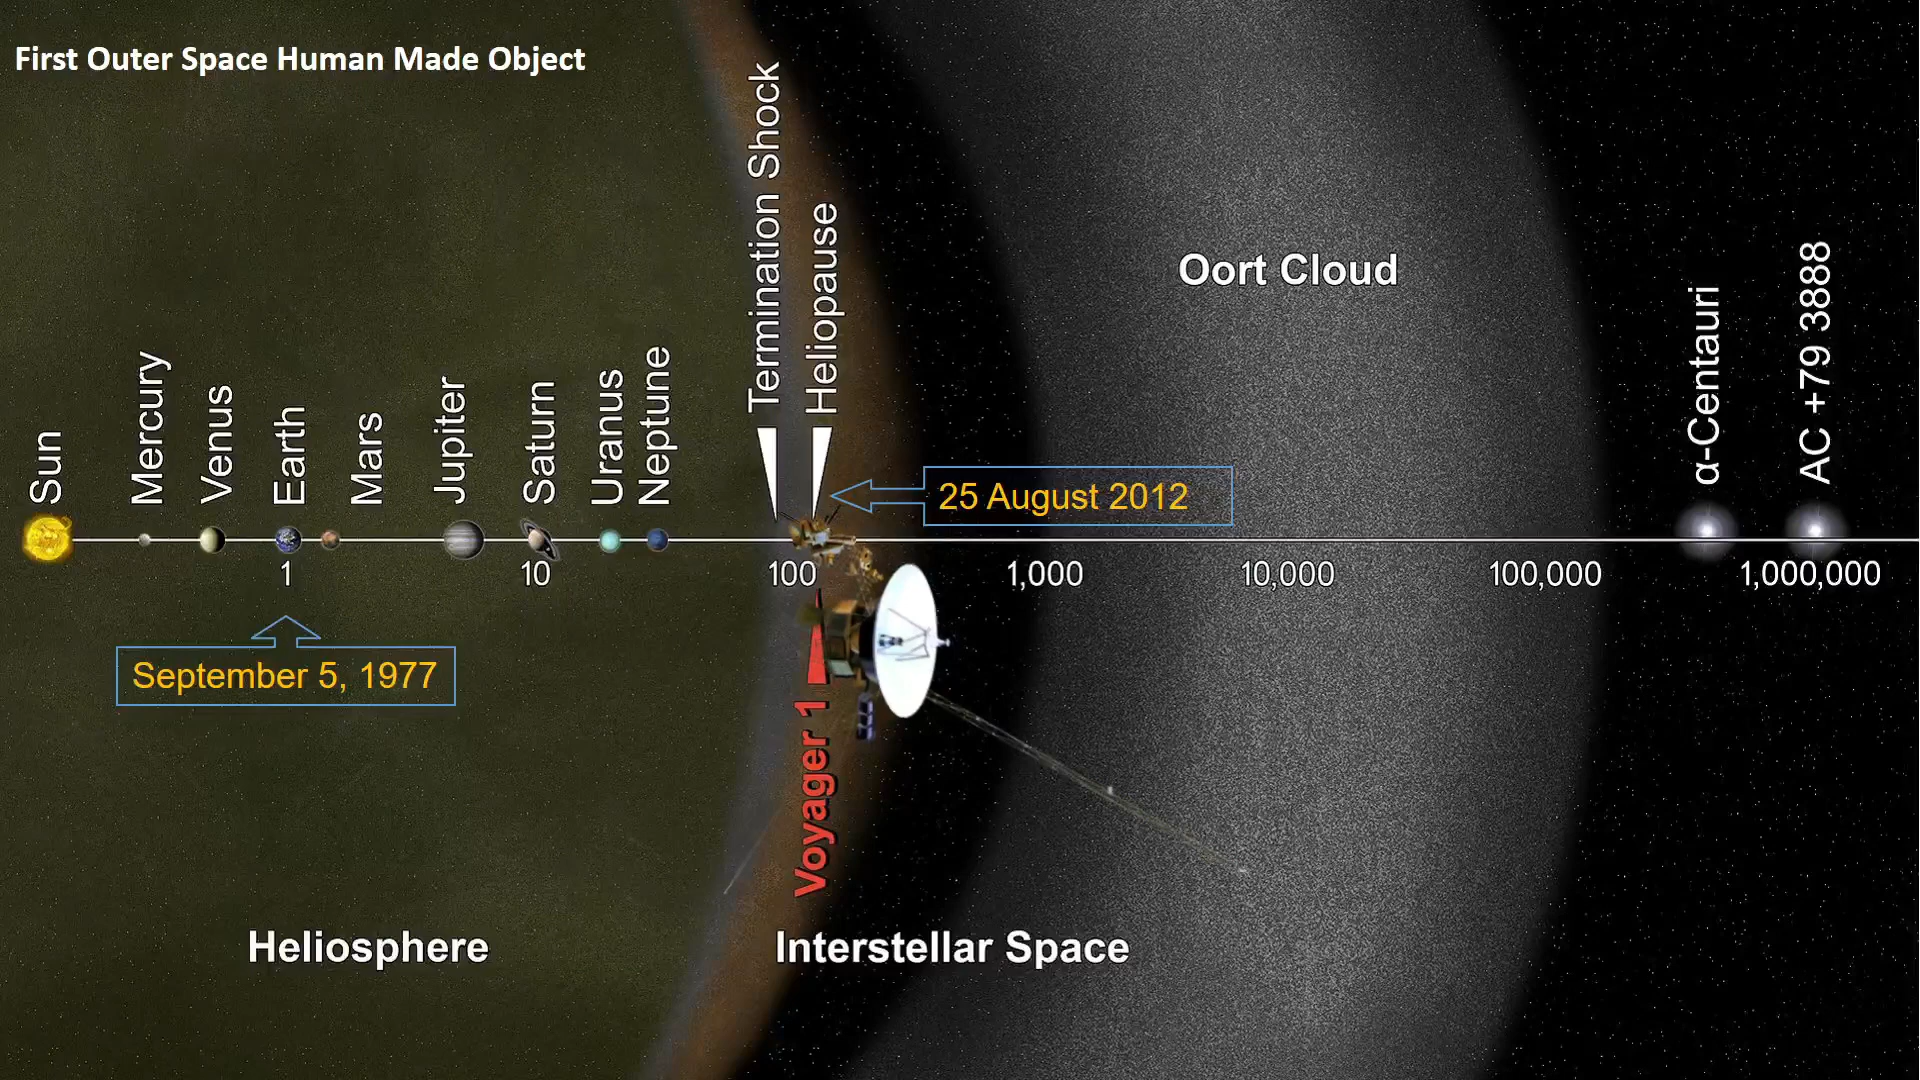 First Outer Space Human Made Object
Sun
Mercury
Venus
Earth
Mars
Jupiter
Saturn
Uranus
Neptune
Termination Shock
Heliopause
Oort Cloud
α-Centauri
AC +79 3888
25 August 2012
1
10
100
1,000
10,000
100,000
1,000,000
September 5, 1977
Voyager 1
Heliosphere
Interstellar Space